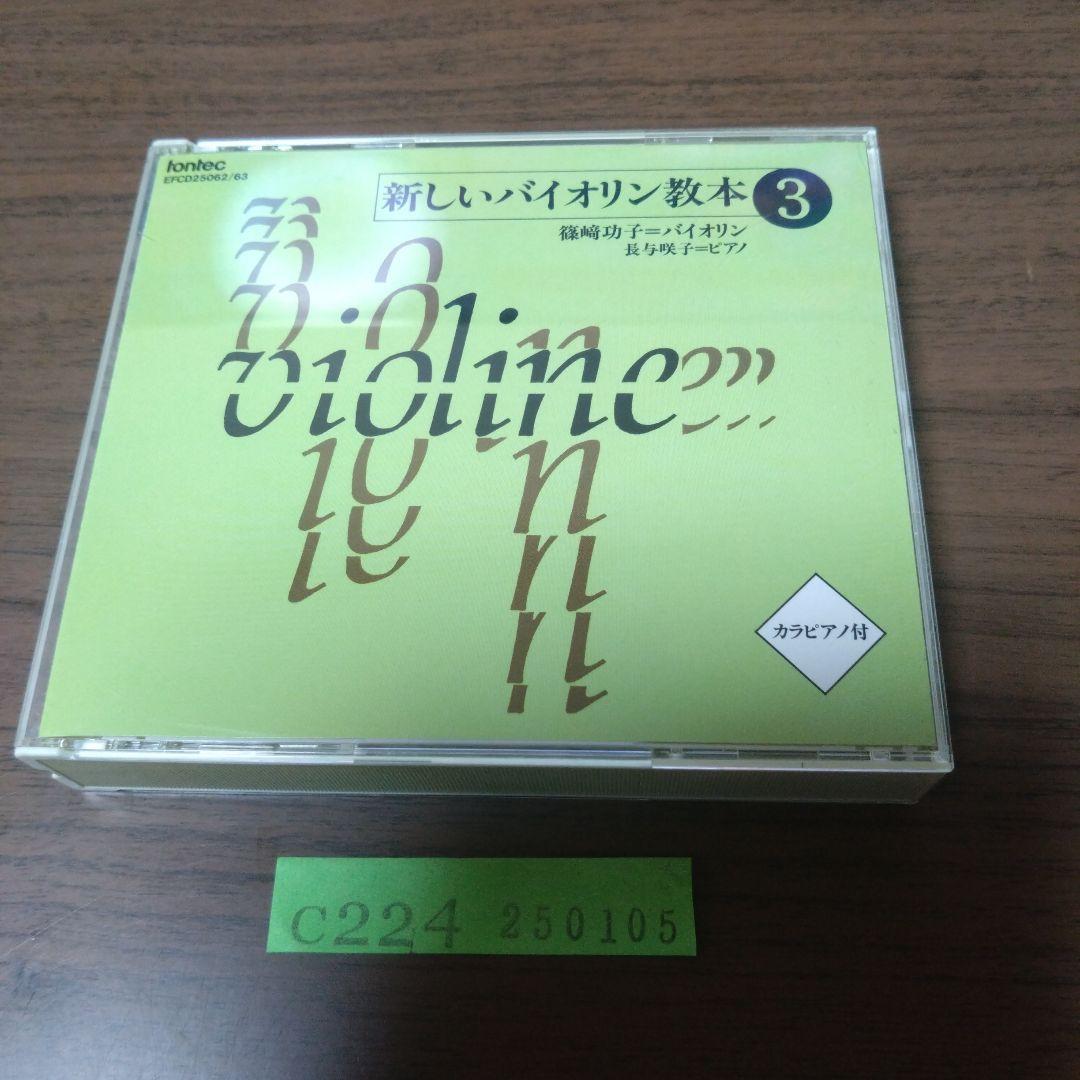 fontec
EFCD25062/63
新しいバイオリン教本 3
篠﨑功子=バイオリン
長与咲子=ピアノ
violine
カラピアノ付
C224 250105